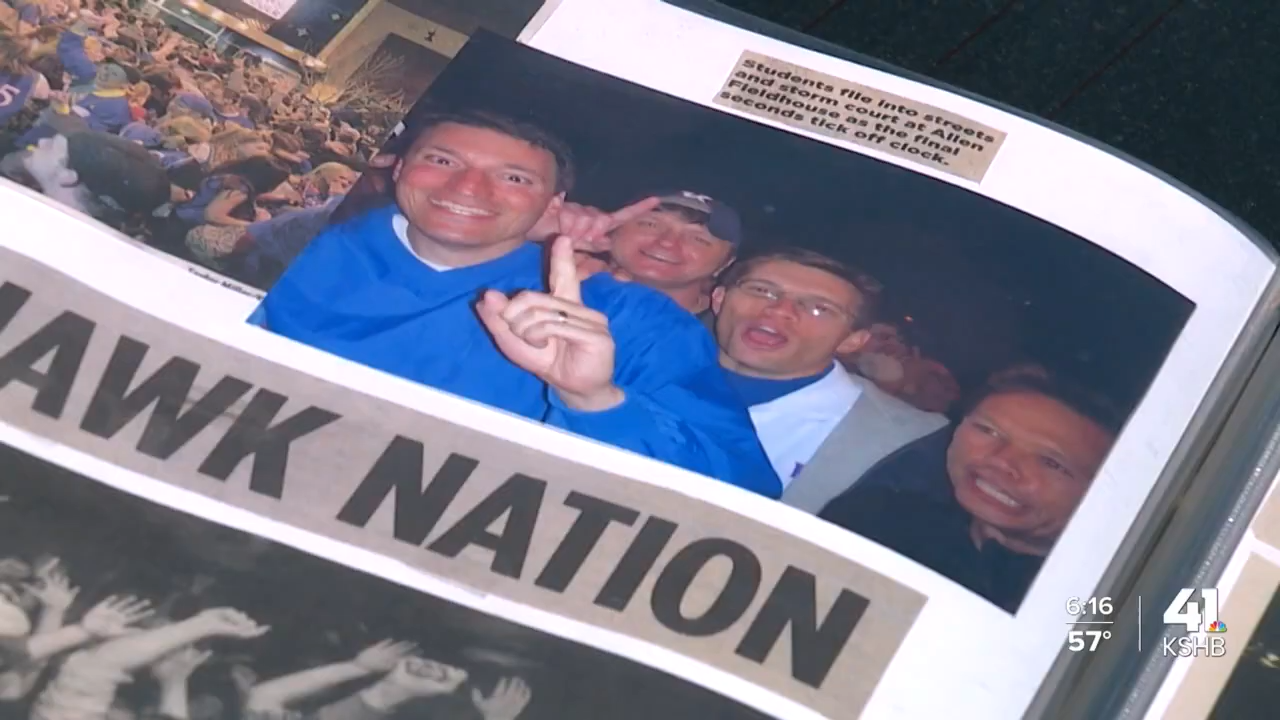 Students file into streets
and storm court at Allen
Fieldhouse as the final
seconds tick off clock.
AWK NATION
6:16
57°
41
KSHB